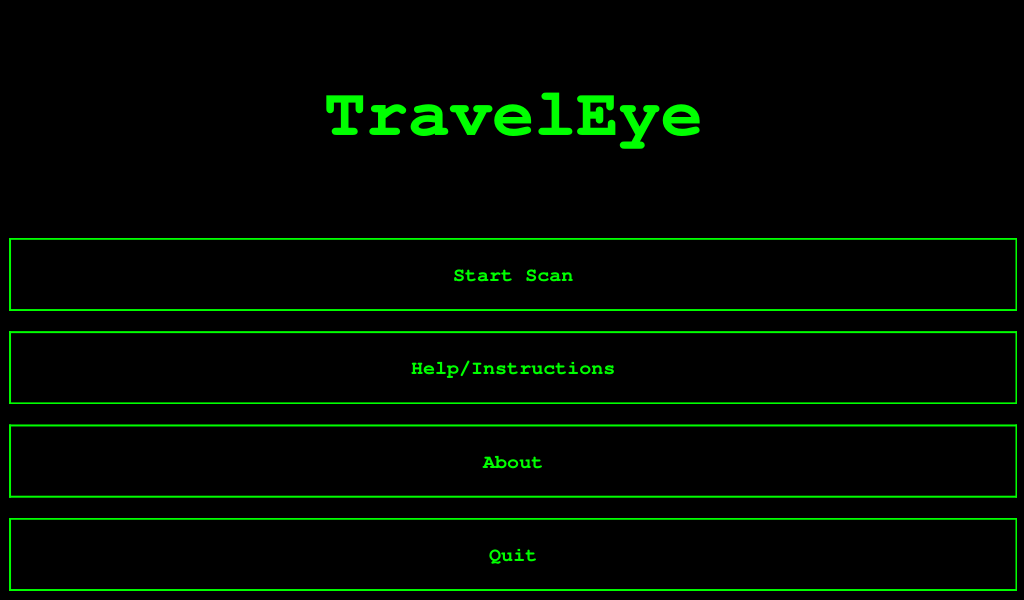 TravelEye
Start Scan
Help/Instructions
About
Quit